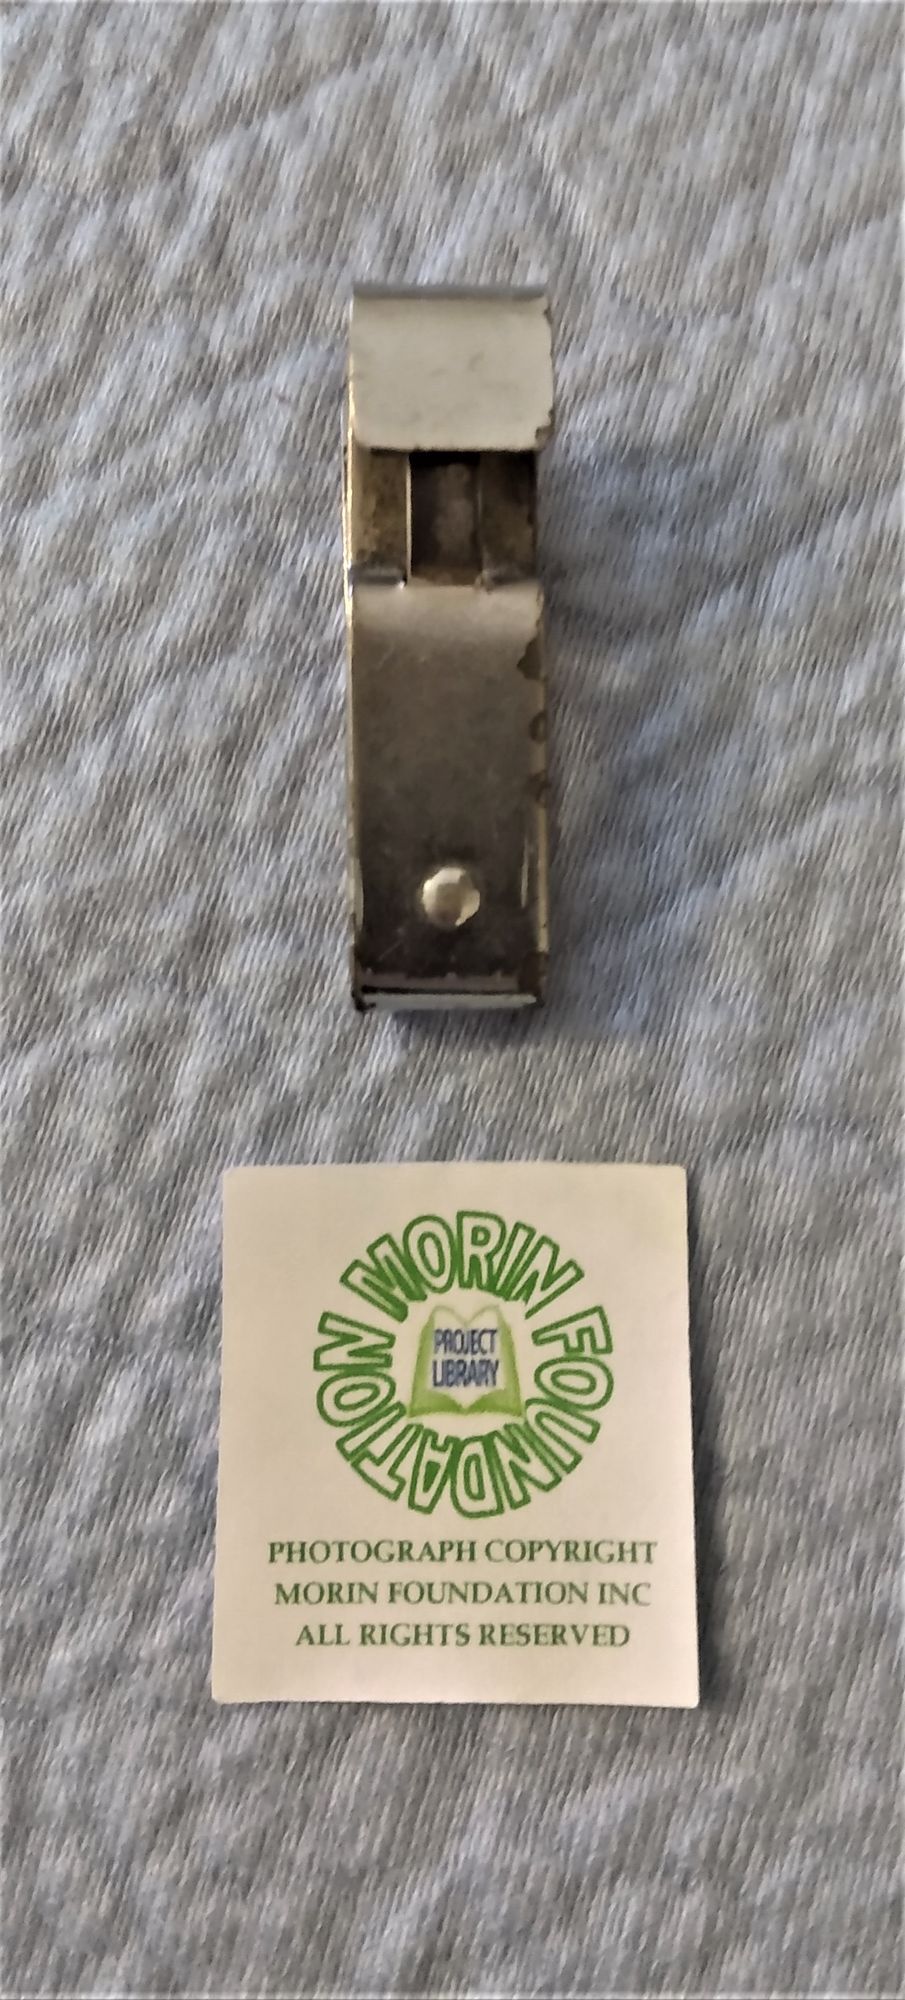 MORIN FOUNDATION
PROJECT
LIBRARY
PHOTOGRAPH COPYRIGHT
MORIN FOUNDATION INC
ALL RIGHTS RESERVED